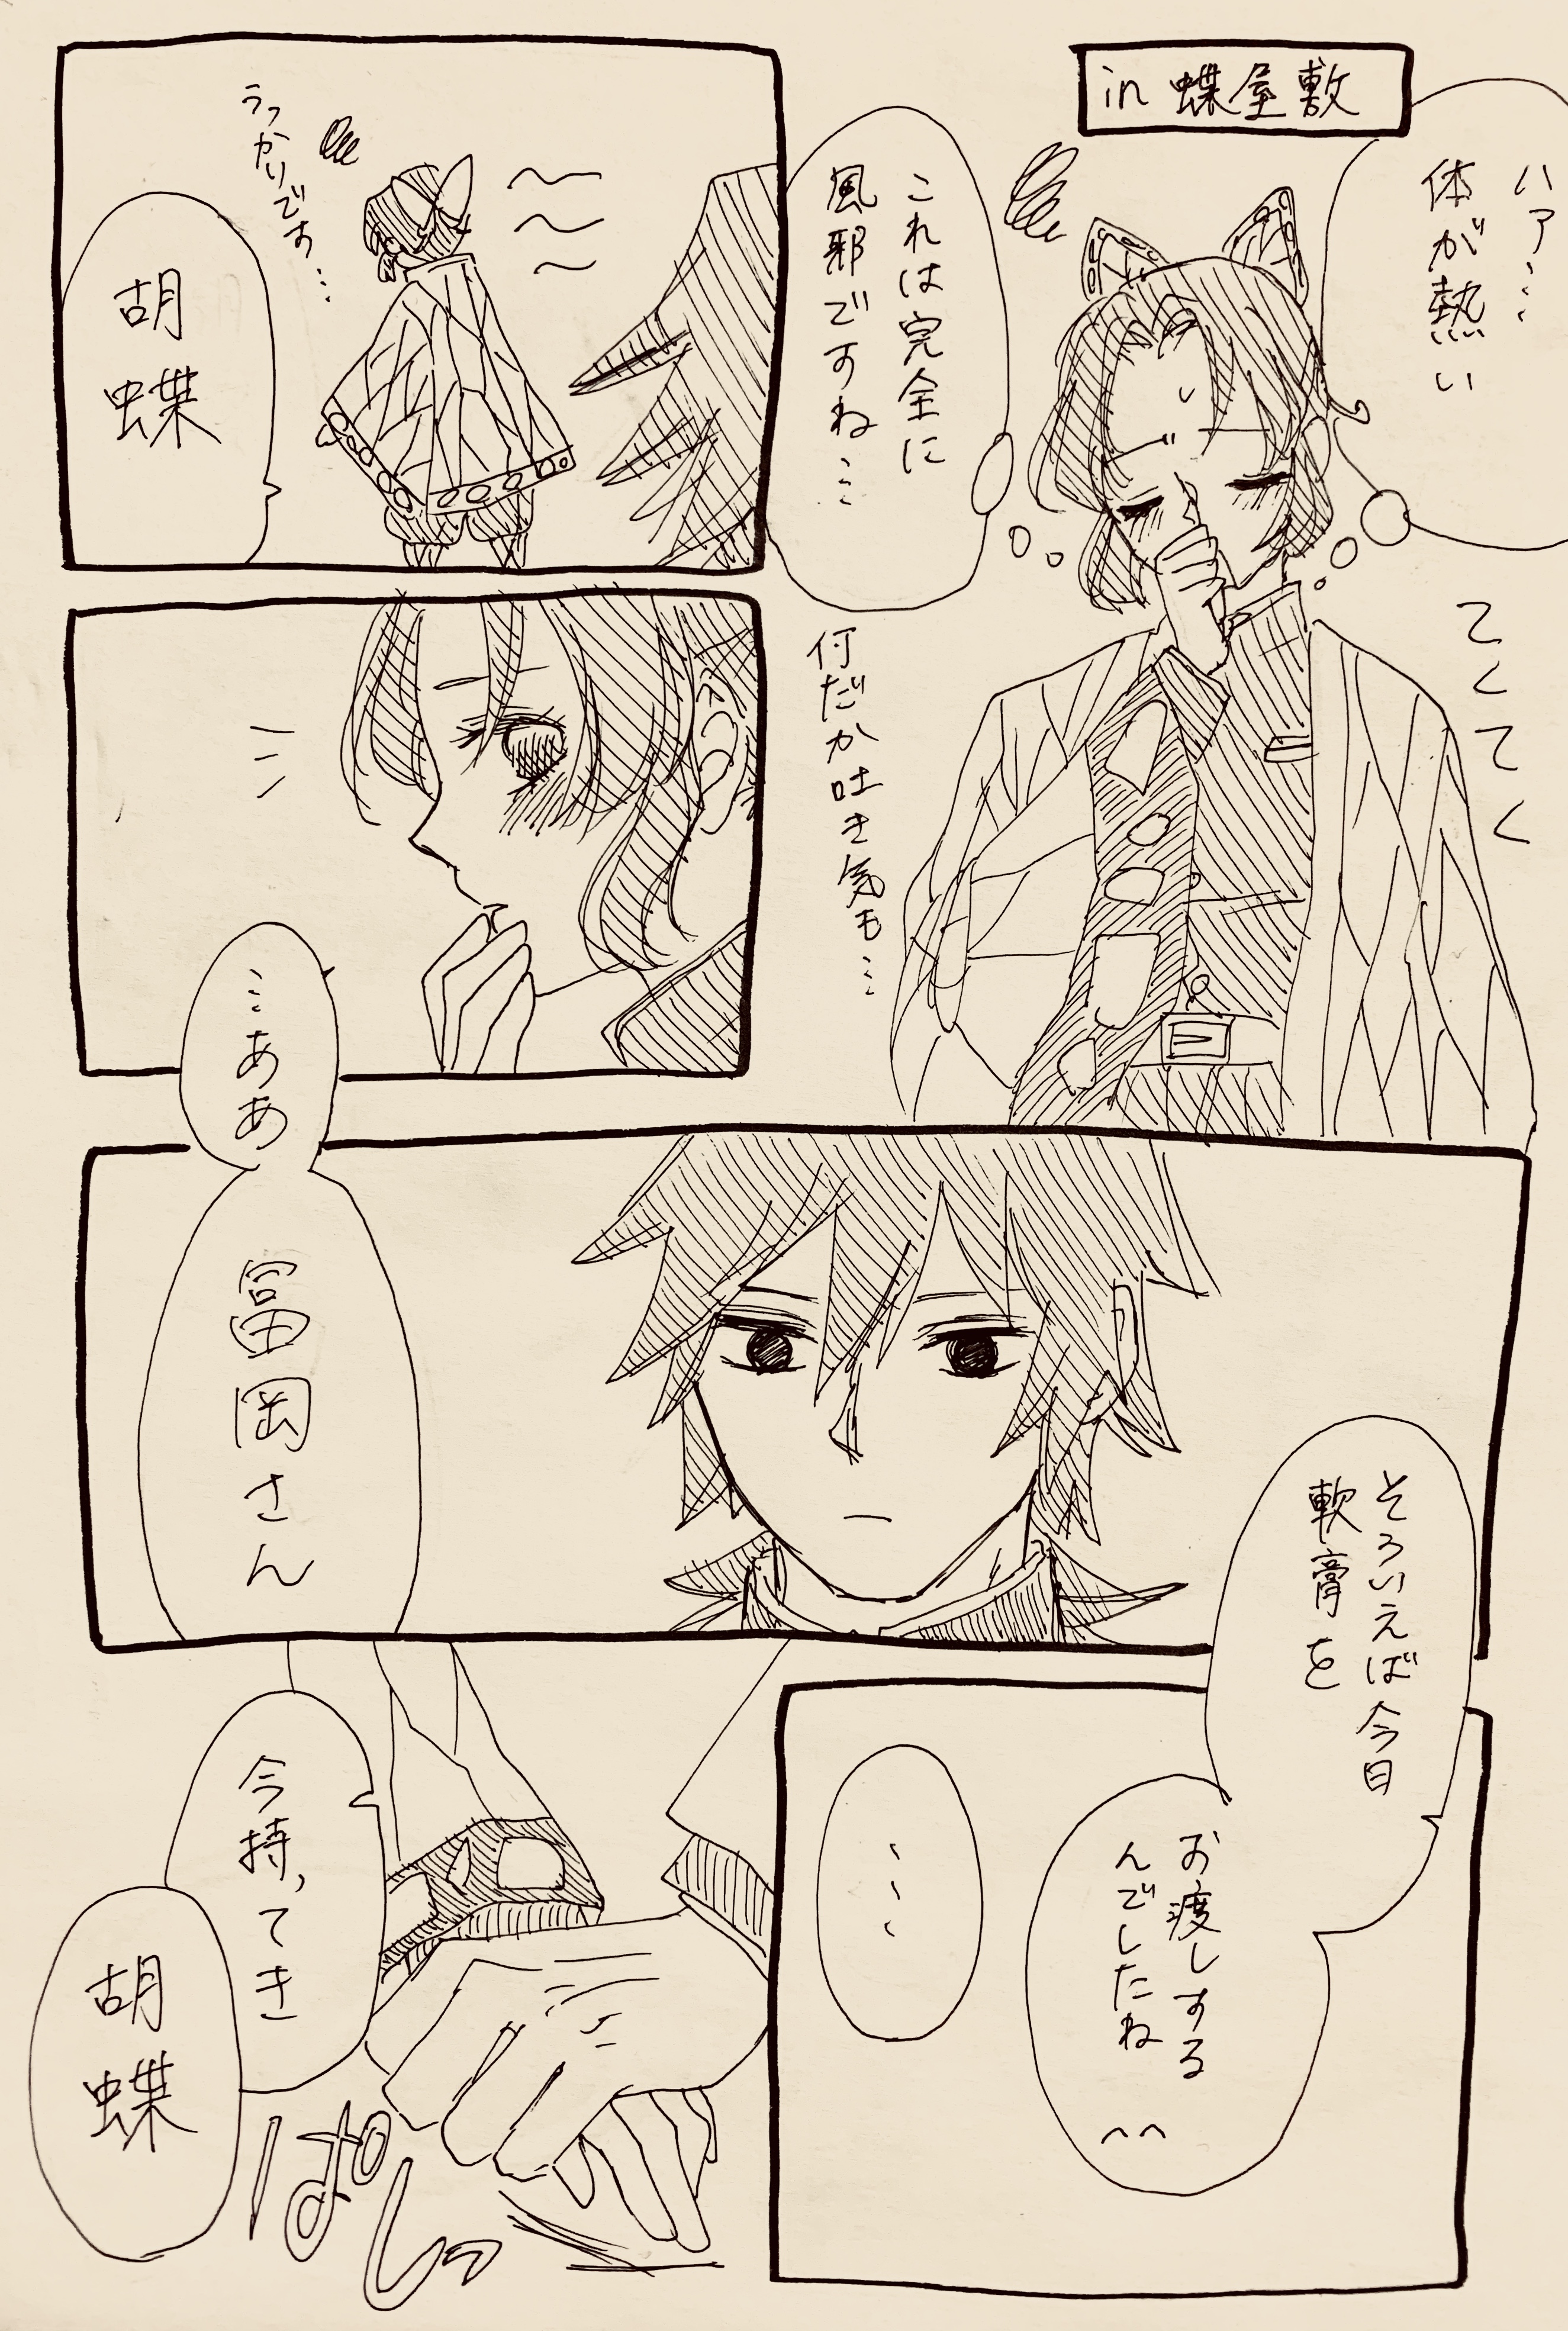 in 蝶屋敷
ハァ…
体が熱い
てくてく
これは完全に
風邪ですね…
何だか吐き気も…
うっかりです…
胡蝶
…ああ
冨岡さん
そういえば今日
軟膏を
お渡しする
んでしたね
^^
…
今持ってき
ぱしっ
胡蝶